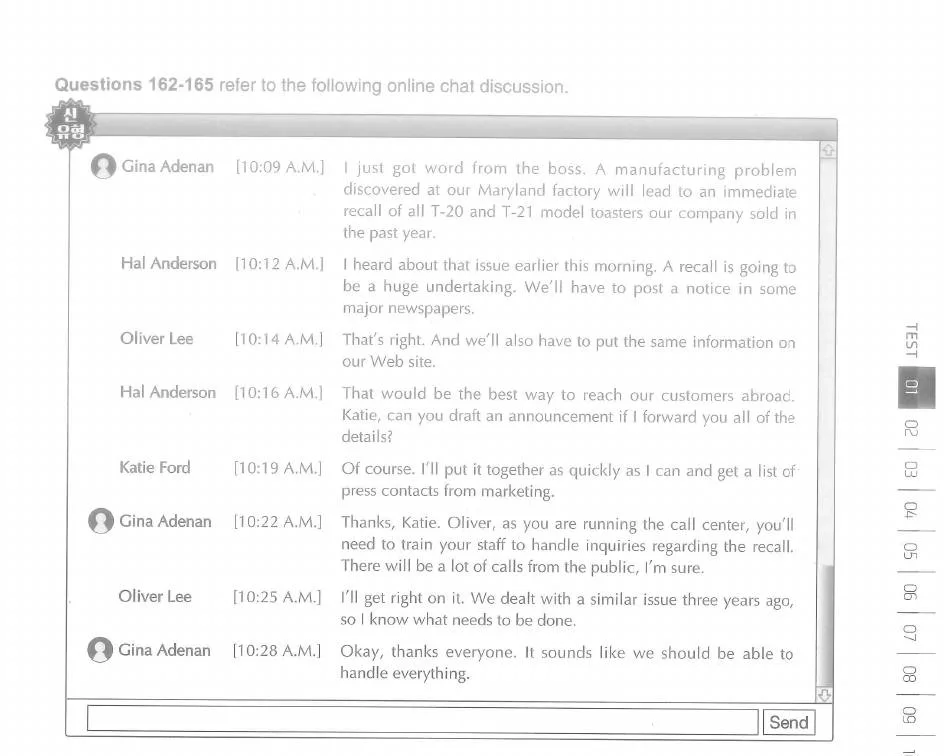 Questions 162-165 refer to the following online chat discussion.
신
유형
Gina Adenan [10:09 A.M.] I just got word from the boss. A manufacturing problem
discovered at our Maryland factory will lead to an immediate
recall of all T-20 and T-21 model toasters our company sold in
the past year.
Hal Anderson [10:12 A.M.] I heard about that issue earlier this morning. A recall is going to
be a huge undertaking. We'll have to post a notice in some
major newspapers.
Oliver Lee [10:14 A.M.] That's right. And we'll also have to put the same information on
our Web site.
Hal Anderson [10:16 A.M.] That would be the best way to reach our customers abroad.
Katie, can you draft an announcement if I forward you all of the
details?
Katie Ford [10:19 A.M.] Of course. I'll put it together as quickly as I can and get a list of
press contacts from marketing.
Gina Adenan [10:22 A.M.] Thanks, Katie. Oliver, as you are running the call center, you'll
need to train your staff to handle inquiries regarding the recall.
There will be a lot of calls from the public, I'm sure.
Oliver Lee [10:25 A.M.] I'll get right on it. We dealt with a similar issue three years ago,
so I know what needs to be done.
Gina Adenan [10:28 A.M.] Okay, thanks everyone. It sounds like we should be able to
handle everything.
Send
TEST
01
02
03
04
05
06
07
08
09